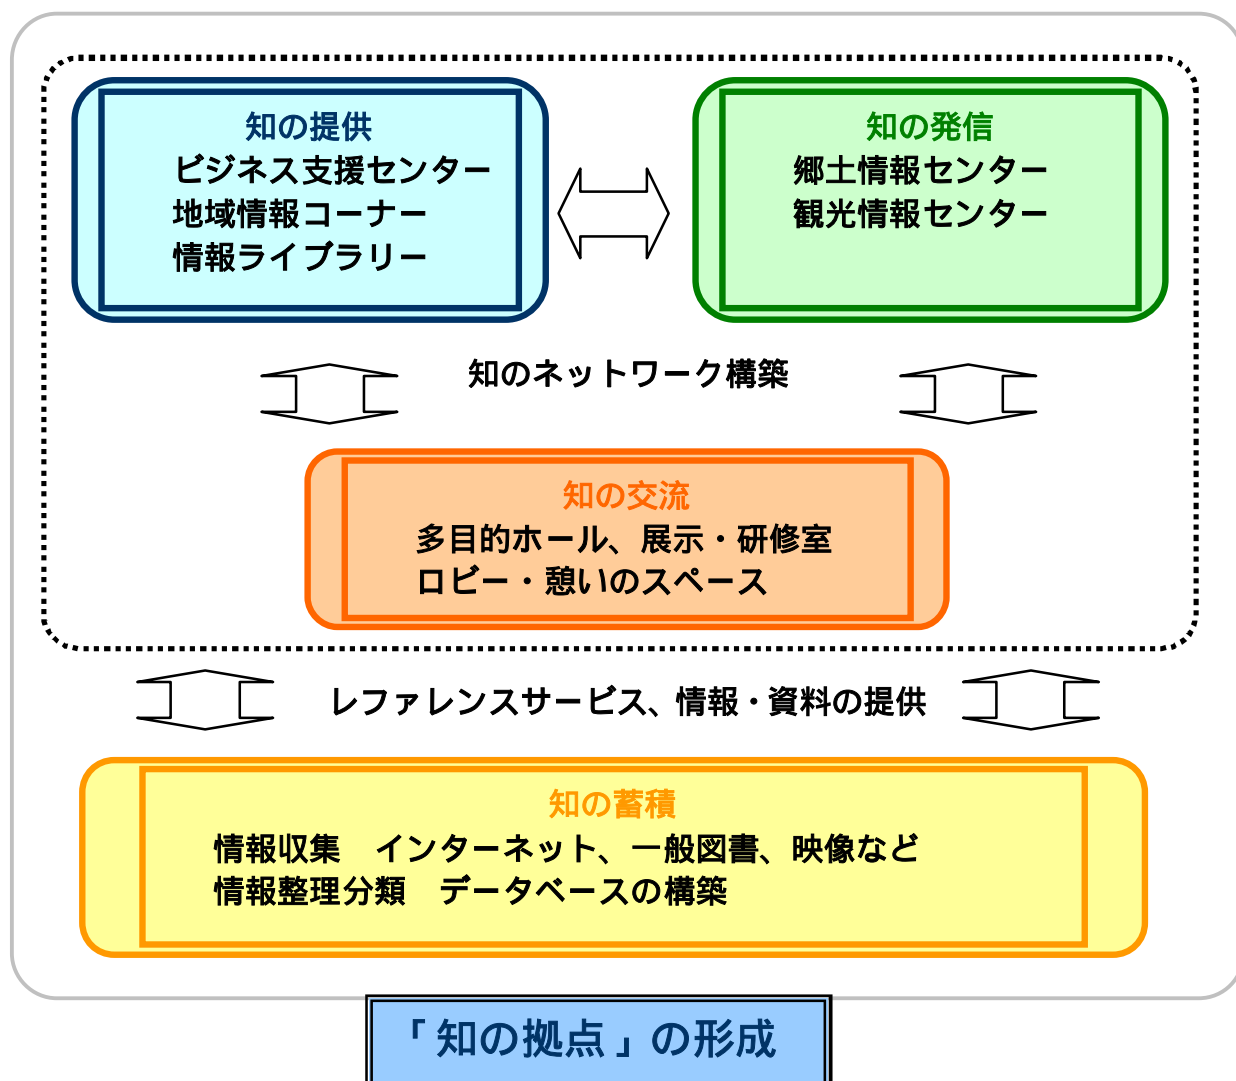 知の提供
ビジネス支援センター
地域情報コーナー
情報ライブラリー
知の発信
郷土情報センター
観光情報センター
知のネットワーク構築
知の交流
多目的ホール、展示・研修室
ロビー・憩いのスペース
レファレンスサービス、情報・資料の提供
知の蓄積
情報収集　インターネット、一般図書、映像など
情報整理分類　データベースの構築
「知の拠点」の形成